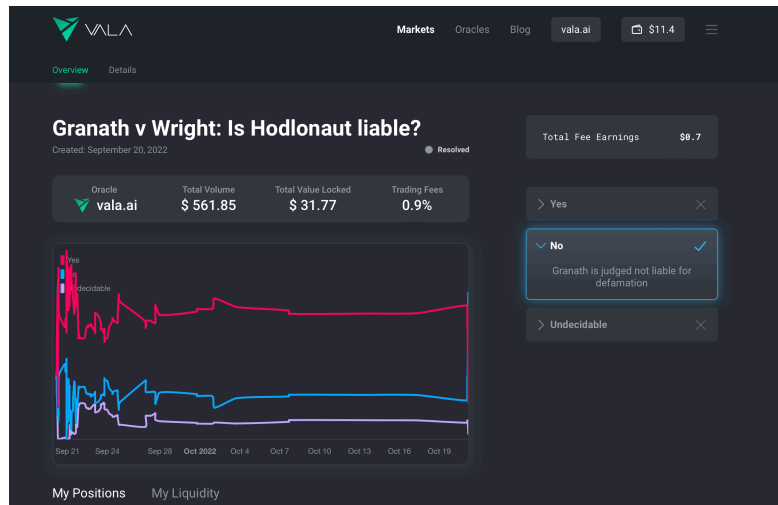 VALA
Markets Oracles Blog vala.ai $11.4
Overview Details
Granath v Wright: Is Hodlonaut liable?
Created: September 20, 2022
Resolved
Oracle Total Volume Total Value Locked Trading Fees
vala.ai $ 561.85 $ 31.77 0.9%
Yes
Undecidable
Sep 21 Sep 24 Sep 28 Oct 2022 Oct 4 Oct 7 Oct 10 Oct 13 Oct 16 Oct 19
My Positions My Liquidity
Total Fee Earnings $0.7
Yes
No
Granath is judged not liable for
defamation
Undecidable